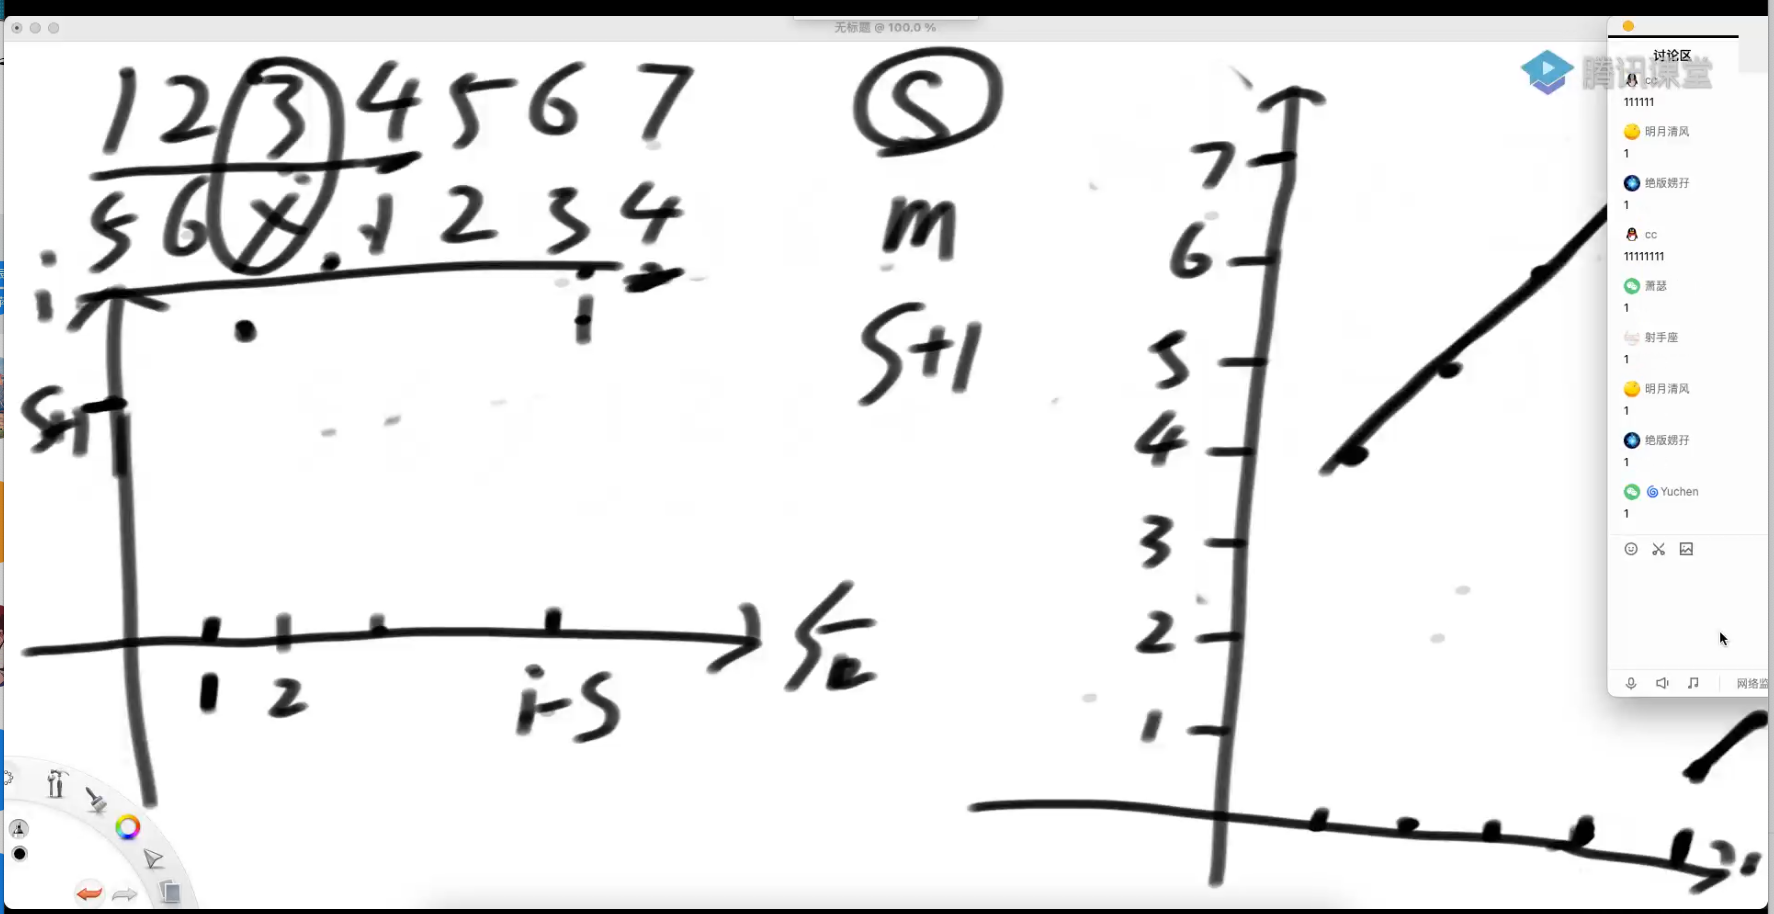 无标题 @ 100.0 %
1 2 3 4 5 6 7
5 6 x 1 2 3 4
i
i
S+1
1 2 i-S
S
m
S+1
7
6
5
4
3
2
1
腾讯课堂
讨论区
cc
111111
明月清风
1
绝版娚孖
1
cc
11111111
萧瑟
1
射手座
1
明月清风
1
绝版娚孖
1
Yuchen
1
网络监